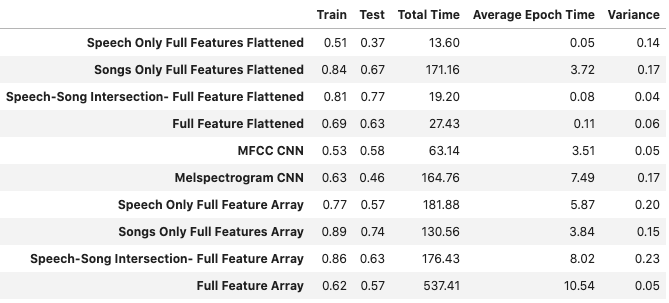 Train Test Total Time Average Epoch Time Variance
Speech Only Full Features Flattened 0.51 0.37 13.60 0.05 0.14
Songs Only Full Features Flattened 0.84 0.67 171.16 3.72 0.17
Speech-Song Intersection- Full Feature Flattened 0.81 0.77 19.20 0.08 0.04
Full Feature Flattened 0.69 0.63 27.43 0.11 0.06
MFCC CNN 0.53 0.58 63.14 3.51 0.05
Melspectrogram CNN 0.63 0.46 164.76 7.49 0.17
Speech Only Full Feature Array 0.77 0.57 181.88 5.87 0.20
Songs Only Full Features Array 0.89 0.74 130.56 3.84 0.15
Speech-Song Intersection- Full Feature Array 0.86 0.63 176.43 8.02 0.23
Full Feature Array 0.62 0.57 537.41 10.54 0.05